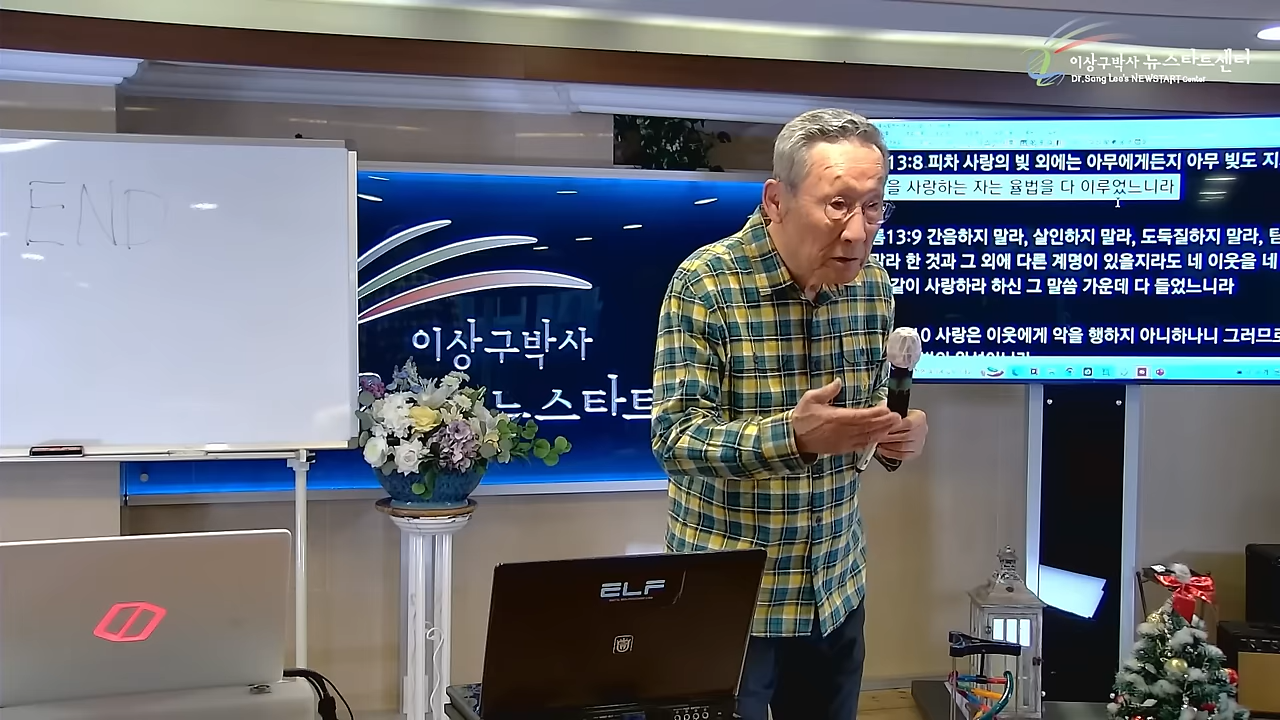 이상구박사 뉴스타트센터
Dr.Sang Lee's NEWSTART Center
END
이상구박사
뉴스타트
13:8 피차 사랑의 빚 외에는 아무에게든지 아무 빚도 지
을 사랑하는 자는 율법을 다 이루었느니라
13:9 간음하지 말라, 살인하지 말라, 도둑질하지 말라, 탐
말라 한 것과 그 외에 다른 계명이 있을지라도 네 이웃을 네
같이 사랑하라 하신 그 말씀 가운데 다 들었느니라
10 사랑은 이웃에게 악을 행하지 아니하나니 그러므로
ELF